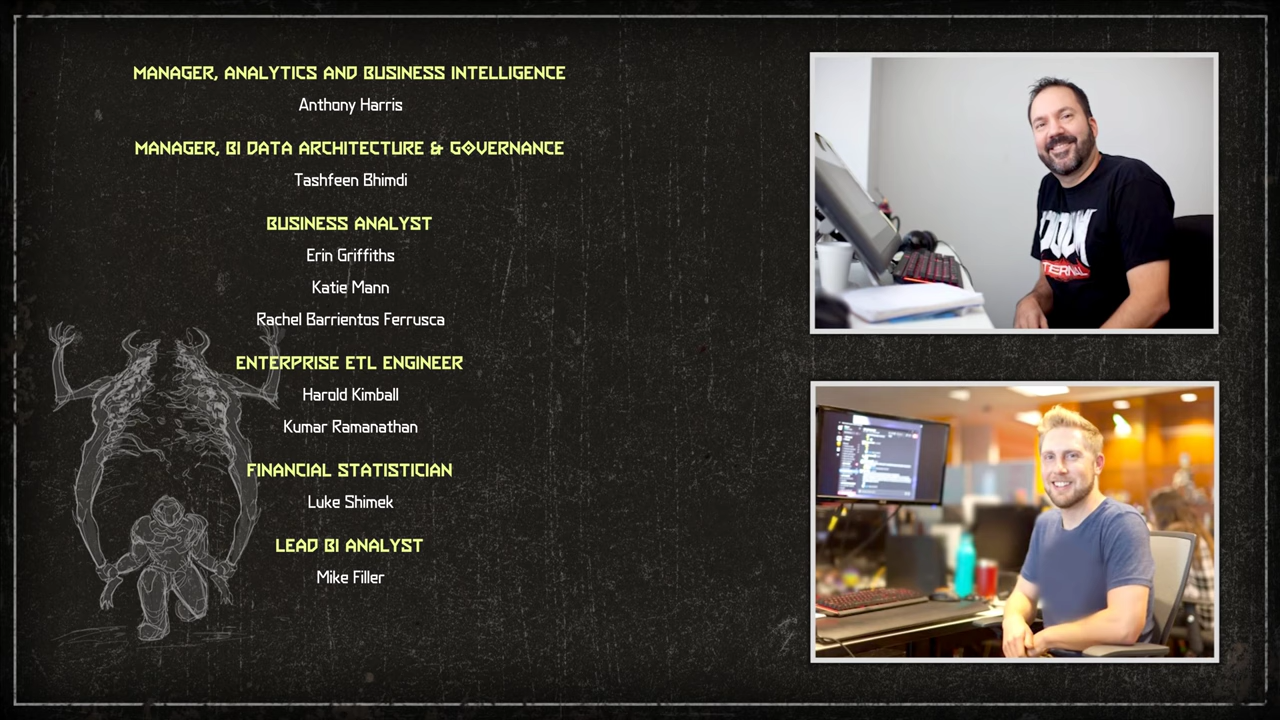 MANAGER, ANALYTICS AND BUSINESS INTELLIGENCE
Anthony Harris
MANAGER, BI DATA ARCHITECTURE & GOVERNANCE
Tashfeen Bhimdi
BUSINESS ANALYST
Erin Griffiths
Katie Mann
Rachel Barrientos Ferrusca
ENTERPRISE ETL ENGINEER
Harold Kimball
Kumar Ramanathan
FINANCIAL STATISTICIAN
Luke Shimek
LEAD BI ANALYST
Mike Filler
DOOM